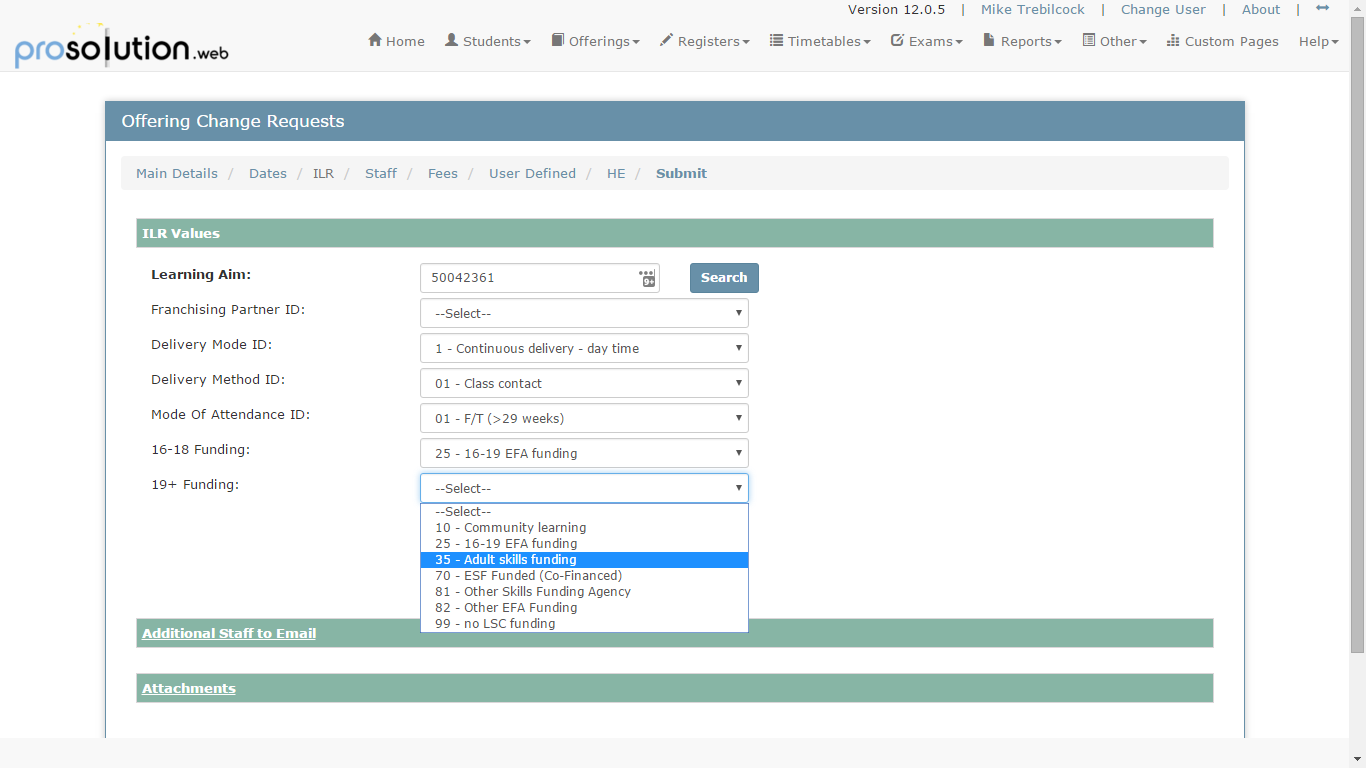 Version 12.0.5 | Mike Trebilcock | Change User | About |
prosolution.web
Home Students Offerings Registers Timetables Exams Reports Other Custom Pages Help
Offering Change Requests
Main Details / Dates / ILR / Staff / Fees / User Defined / HE / Submit
ILR Values
Learning Aim: 50042361 9+ Search
Franchising Partner ID: --Select--
Delivery Mode ID: 1 - Continuous delivery - day time
Delivery Method ID: 01 - Class contact
Mode Of Attendance ID: 01 - F/T (>29 weeks)
16-18 Funding: 25 - 16-19 EFA funding
19+ Funding: --Select--
--Select--
10 - Community learning
25 - 16-19 EFA funding
35 - Adult skills funding
70 - ESF Funded (Co-Financed)
81 - Other Skills Funding Agency
82 - Other EFA Funding
99 - no LSC funding
Additional Staff to Email
Attachments